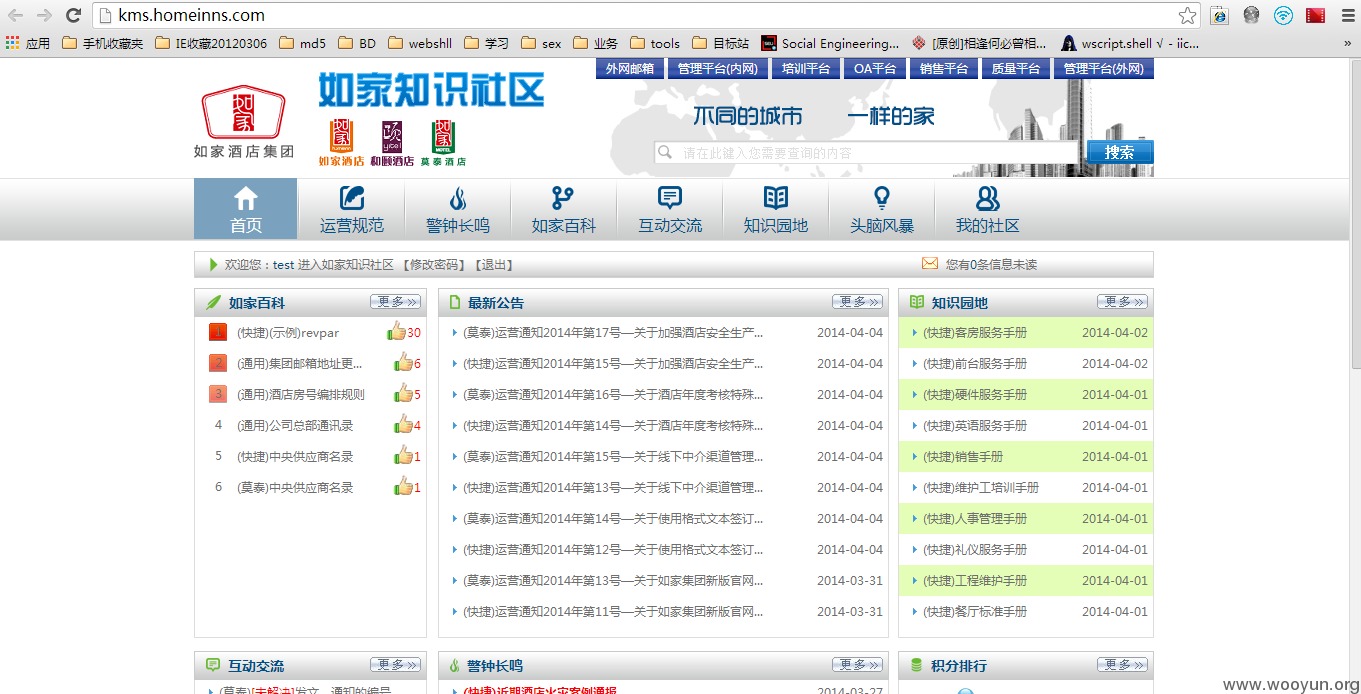 kms.homeinns.com
应用 手机收藏夹 IE收藏20120306 收藏 md5 BD webshll 学习 sex 业务 tools 目标站 Social Engineering... [原创]相逢何必曾相... wscript.shell √ - iic... »
外网邮箱 管理平台(内网) 培训平台 OA平台 销售平台 质量平台 管理平台(外网)
如家知识社区
不同的城市 一样的家
如家
如家酒店集团
如家酒店 和颐酒店 莫泰酒店
请在此键入您需要查询的内容 搜索
首页 运营规范 警钟长鸣 如家百科 互动交流 知识园地 头脑风暴 我的社区
欢迎您：test 进入如家知识社区 【修改密码】【退出】 您有0条信息未读
如家百科 更多»
1 (快捷)(示例)revpar 30
2 (通用)集团邮箱地址更... 6
3 (通用)酒店房号编排规则 5
4 (通用)公司总部通讯录 4
5 (快捷)中央供应商名录 1
6 (莫泰)中央供应商名录 1
最新公告 更多»
(莫泰)运营通知2014年第17号—关于加强酒店安全生产... 2014-04-04
(快捷)运营通知2014年第15号—关于加强酒店安全生产... 2014-04-04
(莫泰)运营通知2014年第16号—关于酒店年度考核特殊... 2014-04-04
(快捷)运营通知2014年第14号—关于酒店年度考核特殊... 2014-04-04
(莫泰)运营通知2014年第15号—关于线下中介渠道管理... 2014-04-04
(快捷)运营通知2014年第13号—关于线下中介渠道管理... 2014-04-04
(莫泰)运营通知2014年第14号—关于使用格式文本签订... 2014-04-04
(快捷)运营通知2014年第12号—关于使用格式文本签订... 2014-04-04
(莫泰)运营通知2014年第13号—关于如家集团新版官网... 2014-03-31
(快捷)运营通知2014年第11号—关于如家集团新版官网... 2014-03-31
知识园地 更多»
(快捷)客房服务手册 2014-04-02
(快捷)前台服务手册 2014-04-02
(快捷)硬件服务手册 2014-04-01
(快捷)英语服务手册 2014-04-01
(快捷)销售手册 2014-04-01
(快捷)维护工培训手册 2014-04-01
(快捷)人事管理手册 2014-04-01
(快捷)礼仪服务手册 2014-04-01
(快捷)工程维护手册 2014-04-01
(快捷)餐厅标准手册 2014-04-01
互动交流 更多»
(莫泰)[未解决]发文、通知的编号
警钟长鸣 更多»
(快捷)近期酒店火灾案例通报 2014-03-27
积分排行 更多»
www.wooyun.org